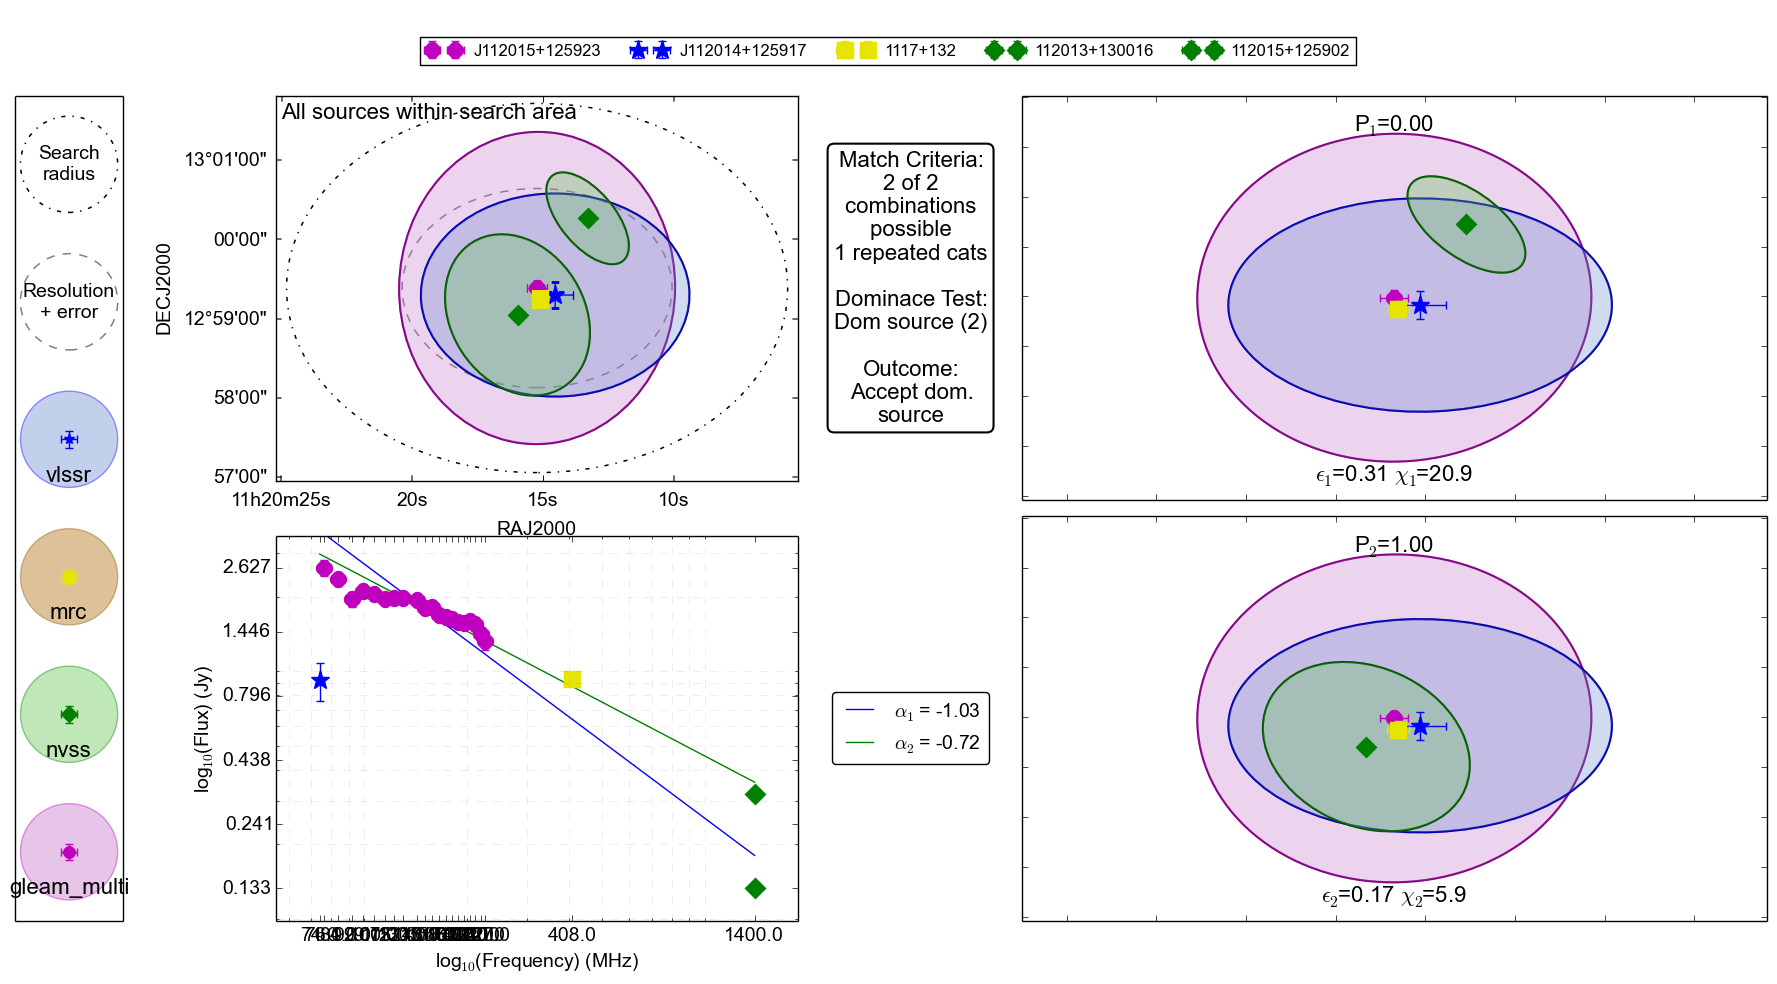 J112015+125923 J112014+125917 1117+132 112013+130016 112015+125902
Search
radius
Resolution
+ error
vlssr
mrc
nvss
gleam_multi
All sources within search area
DECJ2000
13°01'00"
00'00"
12°59'00"
58'00"
57'00"
11h20m25s 20s 15s 10s
RAJ2000
Match Criteria:
2 of 2
combinations
possible
1 repeated cats
Dominace Test:
Dom source (2)
Outcome:
Accept dom.
source
P1=0.00
ϵ1=0.31 χ1=20.9
P2=1.00
ϵ2=0.17 χ2=5.9
log10(Flux) (Jy)
2.627
1.446
0.796
0.438
0.241
0.133
408.0 1400.0
log10(Frequency) (MHz)
α1 = -1.03
α2 = -0.72